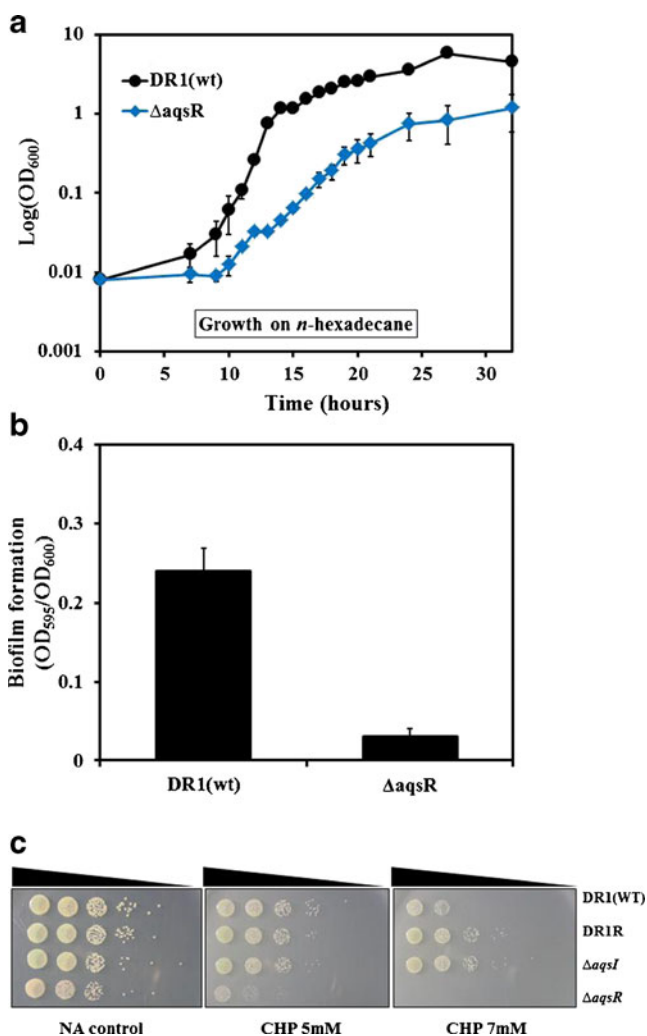 a
10
1
0.1
0.01
0.001
Log(OD600)
DR1(wt)
ΔaqsR
Growth on n-hexadecane
0 5 10 15 20 25 30
Time (hours)
b
0.4
0.3
0.2
0.1
0
Biofilm formation
(OD595/OD600)
DR1(wt) ΔaqsR
c
DR1(WT)
DR1R
ΔaqsI
ΔaqsR
NA control CHP 5mM CHP 7mM